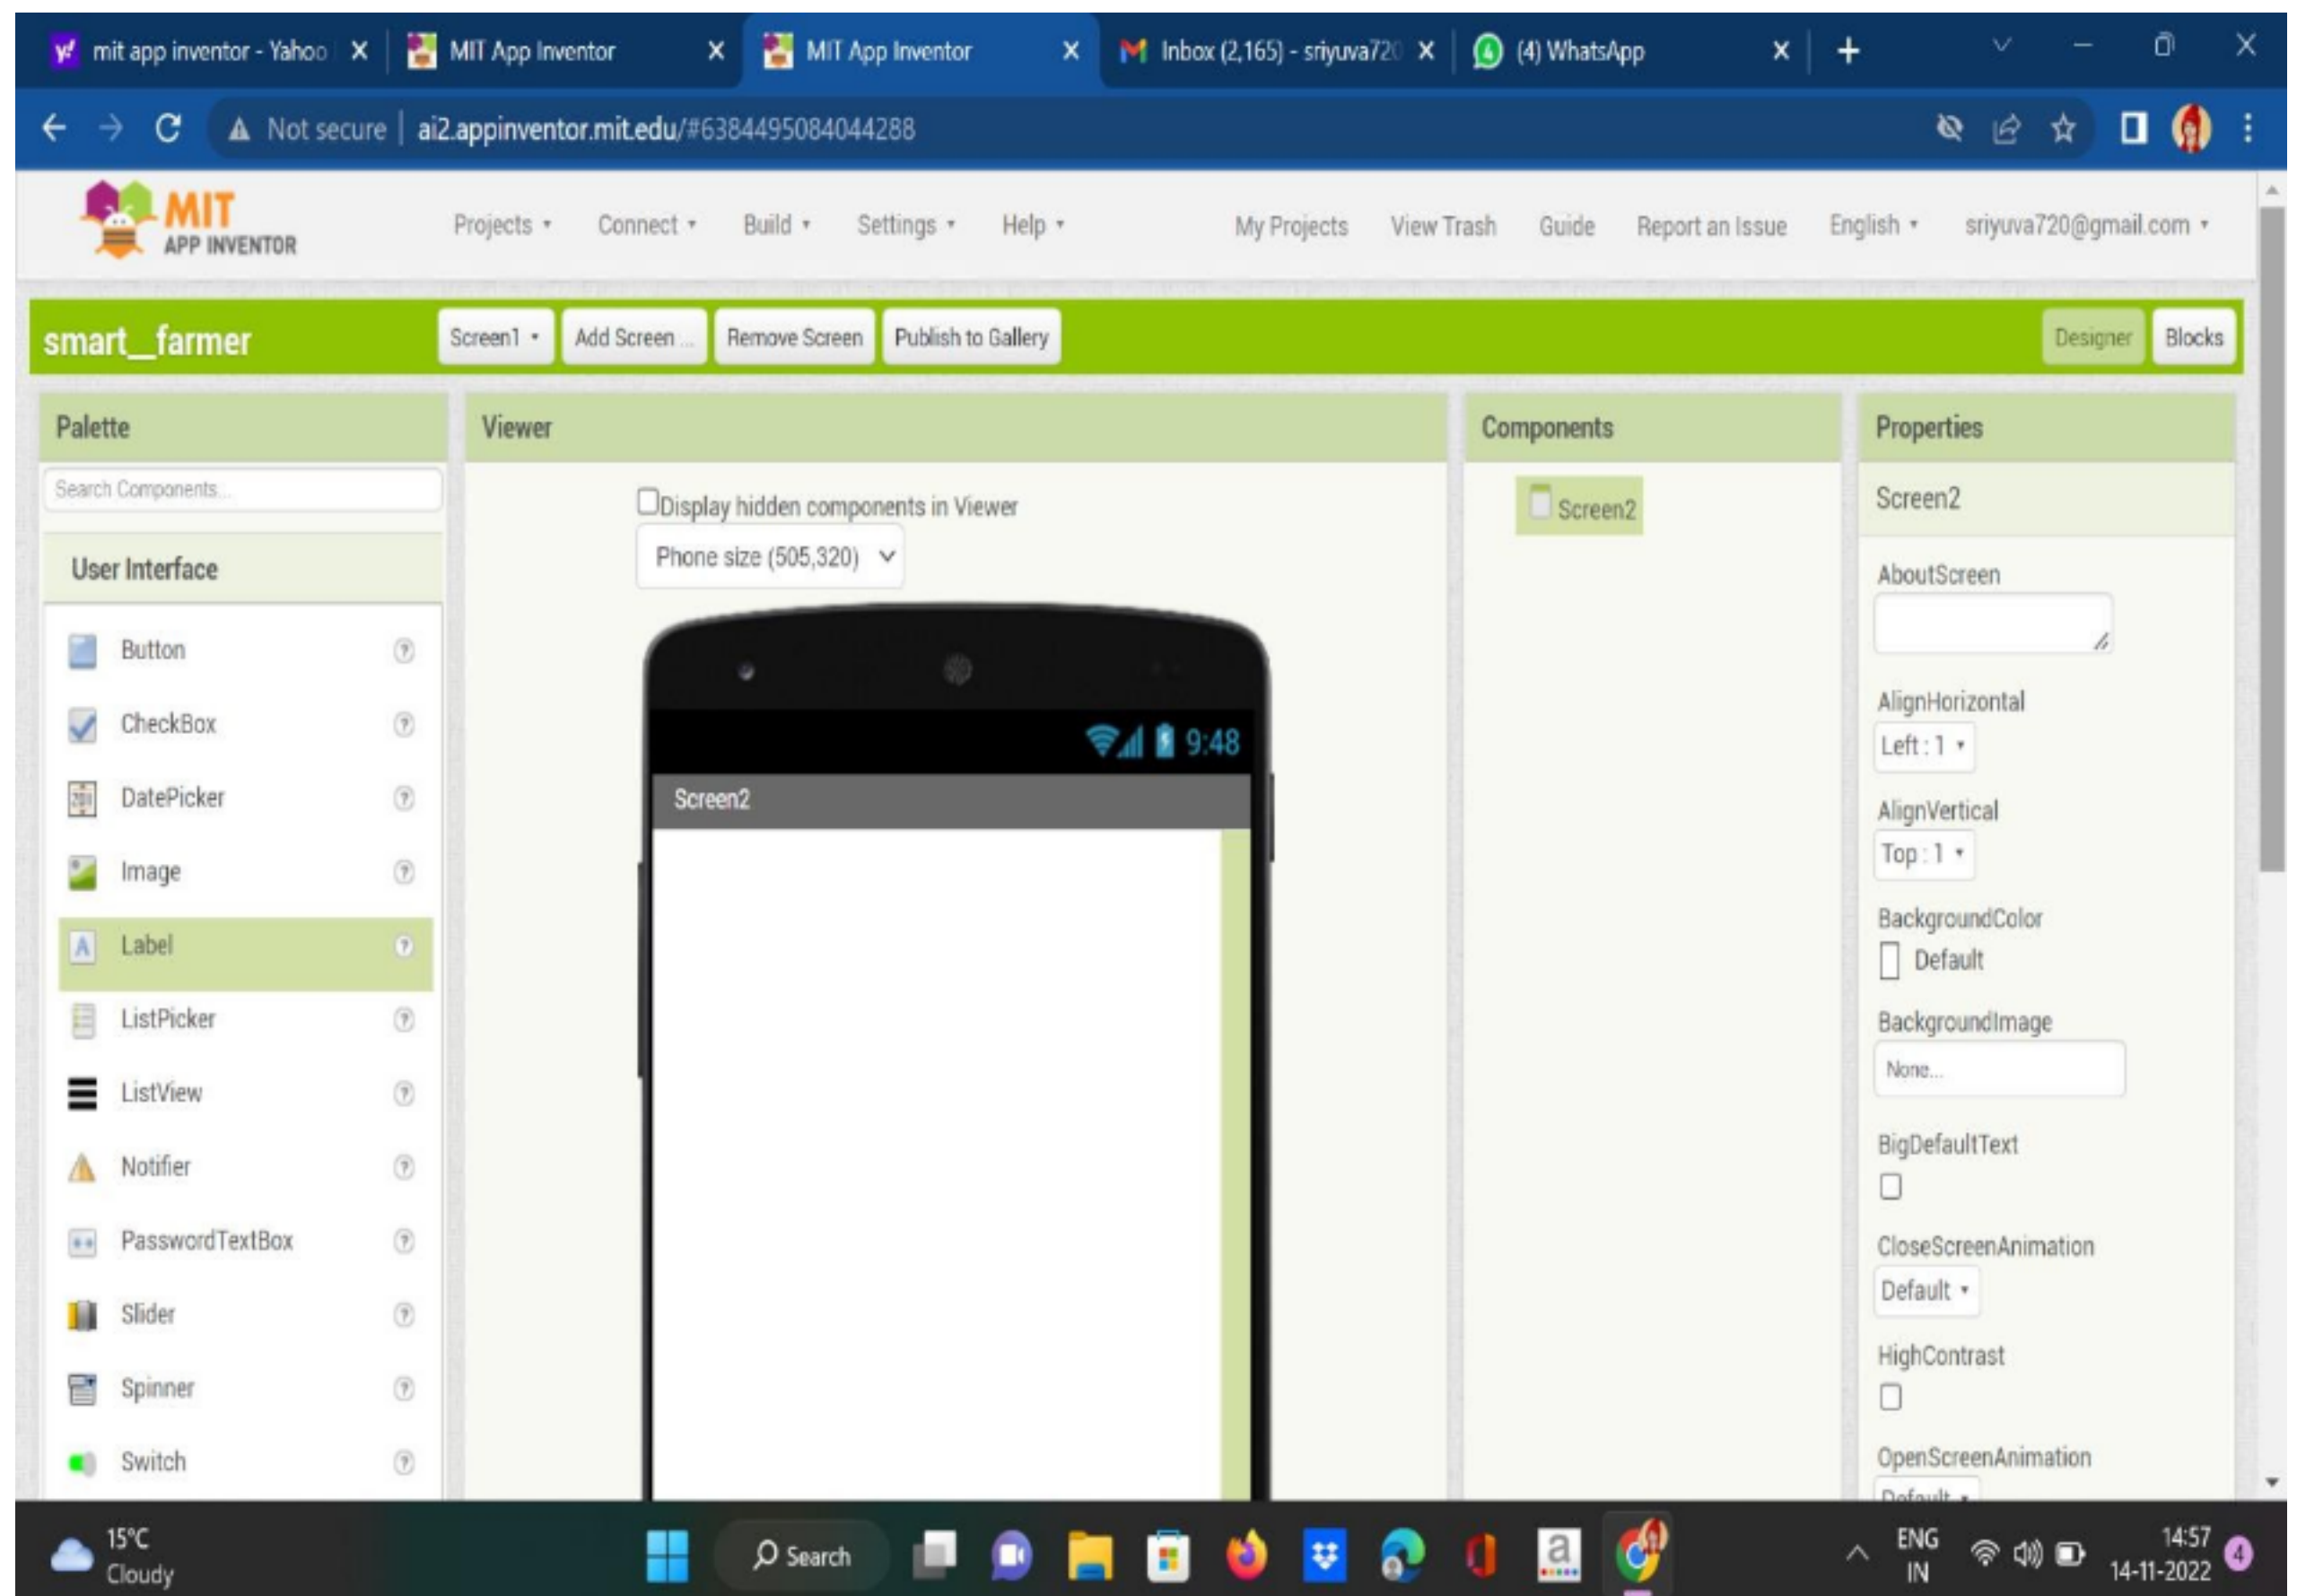 mit app inventor - Yahoo
MIT App Inventor
MIT App Inventor
Inbox (2,165) - sriyuva720
(4) WhatsApp
Not secure | ai2.appinventor.mit.edu/#6384495084044288
MIT
APP INVENTOR
Projects Connect Build Settings Help My Projects View Trash Guide Report an Issue English sriyuva720@gmail.com
smart__farmer Screen1 Add Screen ... Remove Screen Publish to Gallery Designer Blocks
Palette
Search Components...
User Interface
Button
CheckBox
DatePicker
Image
Label
ListPicker
ListView
Notifier
PasswordTextBox
Slider
Spinner
Switch
Viewer
Display hidden components in Viewer
Phone size (505,320)
9:48
Screen2
Components
Screen2
Properties
Screen2
AboutScreen
AlignHorizontal
Left : 1
AlignVertical
Top : 1
BackgroundColor
Default
BackgroundImage
None...
BigDefaultText
CloseScreenAnimation
Default
HighContrast
OpenScreenAnimation
Default
15°C
Cloudy
Search
a
ENG
IN
14:57
14-11-2022
4